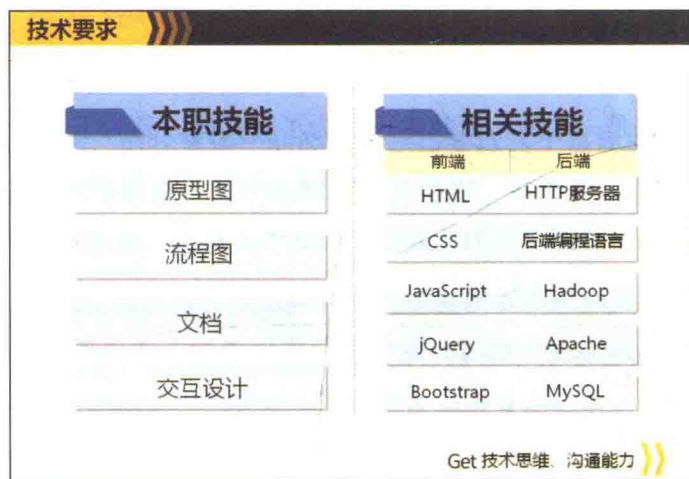 技术要求
本职技能
原型图
流程图
文档
交互设计
相关技能
前端 后端
HTML HTTP服务器
CSS 后端编程语言
JavaScript Hadoop
jQuery Apache
Bootstrap MySQL
Get 技术思维、沟通能力